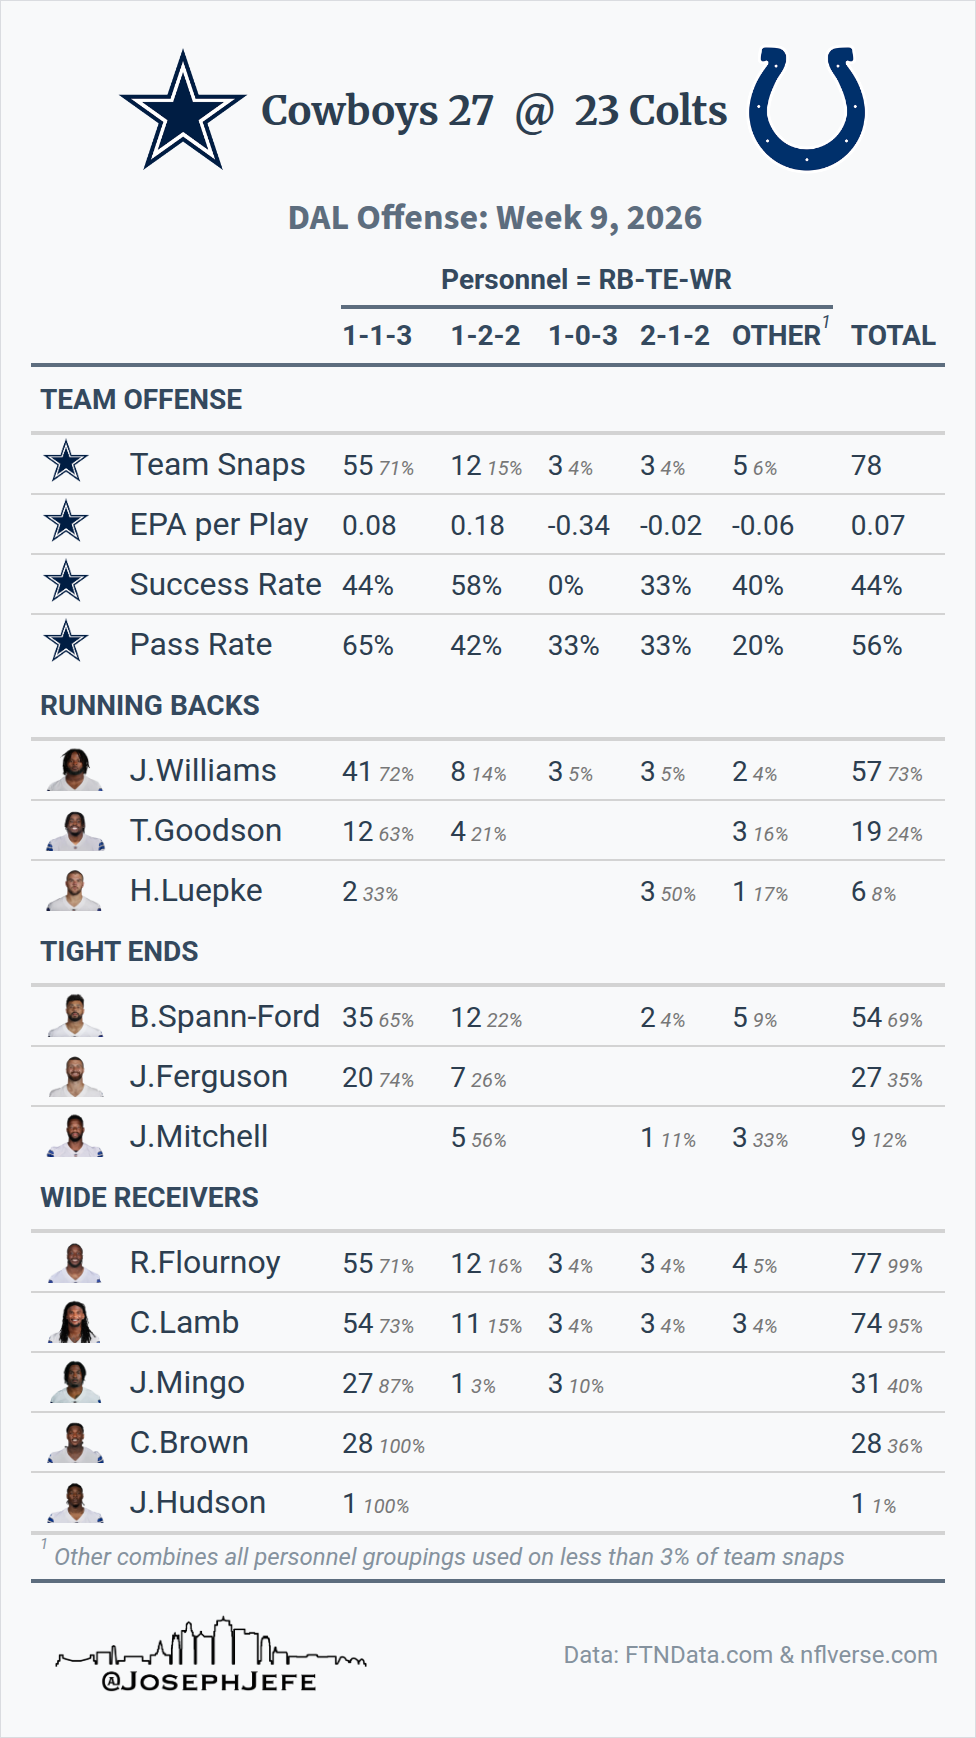 Cowboys 27 @ 23 Colts
DAL Offense: Week 9, 2026
Personnel = RB-TE-WR
1-1-3 1-2-2 1-0-3 2-1-2 OTHER1 TOTAL
TEAM OFFENSE
Team Snaps 55 71% 12 15% 3 4% 3 4% 5 6% 78
EPA per Play 0.08 0.18 -0.34 -0.02 -0.06 0.07
Success Rate 44% 58% 0% 33% 40% 44%
Pass Rate 65% 42% 33% 33% 20% 56%
RUNNING BACKS
J.Williams 41 72% 8 14% 3 5% 3 5% 2 4% 57 73%
T.Goodson 12 63% 4 21% 3 16% 19 24%
H.Luepke 2 33% 3 50% 1 17% 6 8%
TIGHT ENDS
B.Spann-Ford 35 65% 12 22% 2 4% 5 9% 54 69%
J.Ferguson 20 74% 7 26% 27 35%
J.Mitchell 5 56% 1 11% 3 33% 9 12%
WIDE RECEIVERS
R.Flournoy 55 71% 12 16% 3 4% 3 4% 4 5% 77 99%
C.Lamb 54 73% 11 15% 3 4% 3 4% 3 4% 74 95%
J.Mingo 27 87% 1 3% 3 10% 31 40%
C.Brown 28 100% 28 36%
J.Hudson 1 100% 1 1%
1 Other combines all personnel groupings used on less than 3% of team snaps
@JosephJefe
Data: FTNData.com & nflverse.com